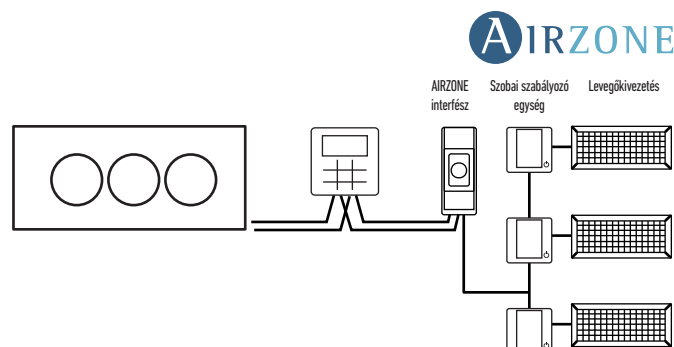 AIRZONE
AIRZONE
interfész
Szobai szabályozó
egység
Levegőkivezetés